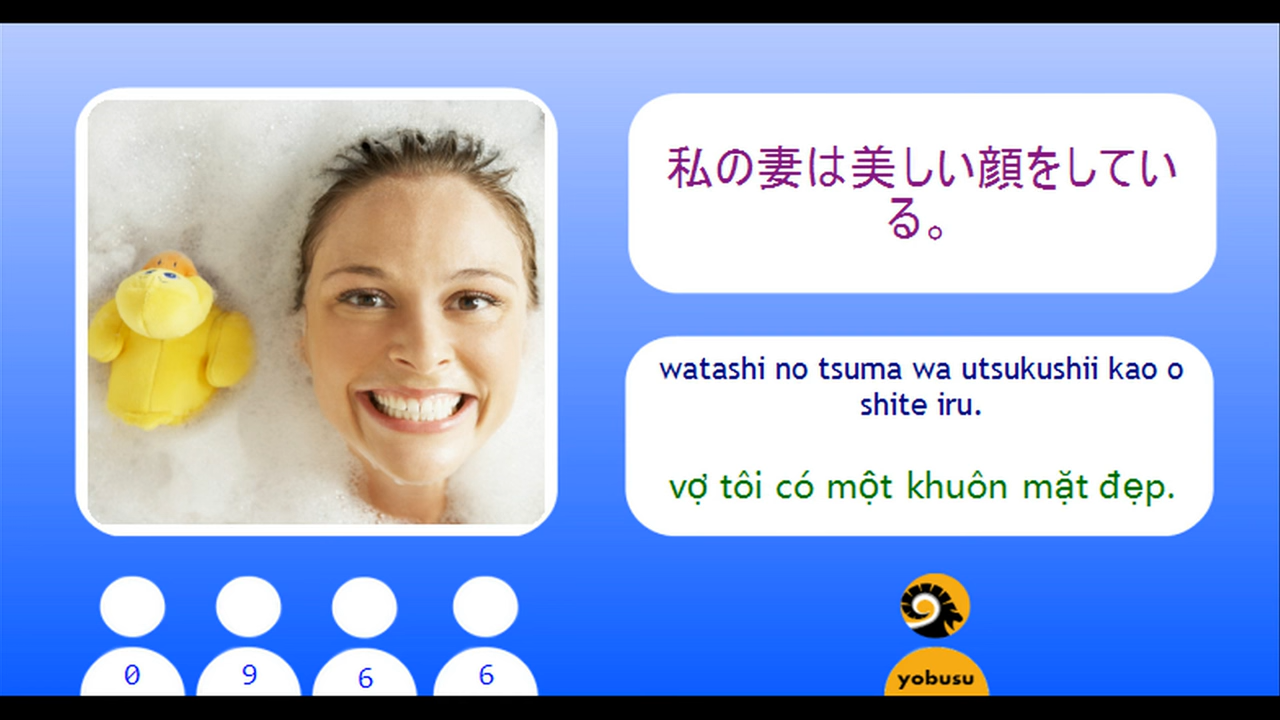 私の妻は美しい顔をしてい
る。
watashi no tsuma wa utsukushii kao o
shite iru.
vợ tôi có một khuôn mặt đẹp.
0 9 6 6
yobusu